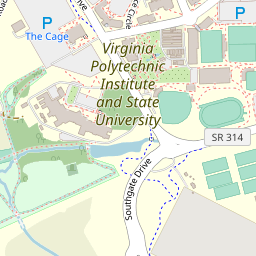 P
The Cage
P
Virginia
Polytechnic
Institute
and State
University
SR 314
Southgate Drive